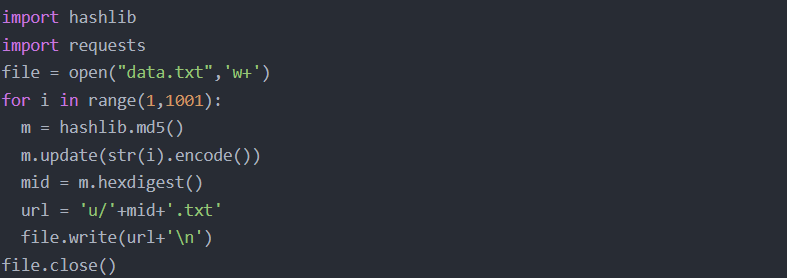 import hashlib
import requests
file = open("data.txt",'w+')
for i in range(1,1001):
  m = hashlib.md5()
  m.update(str(i).encode())
  mid = m.hexdigest()
  url = 'u/'+mid+'.txt'
  file.write(url+'\n')
file.close()